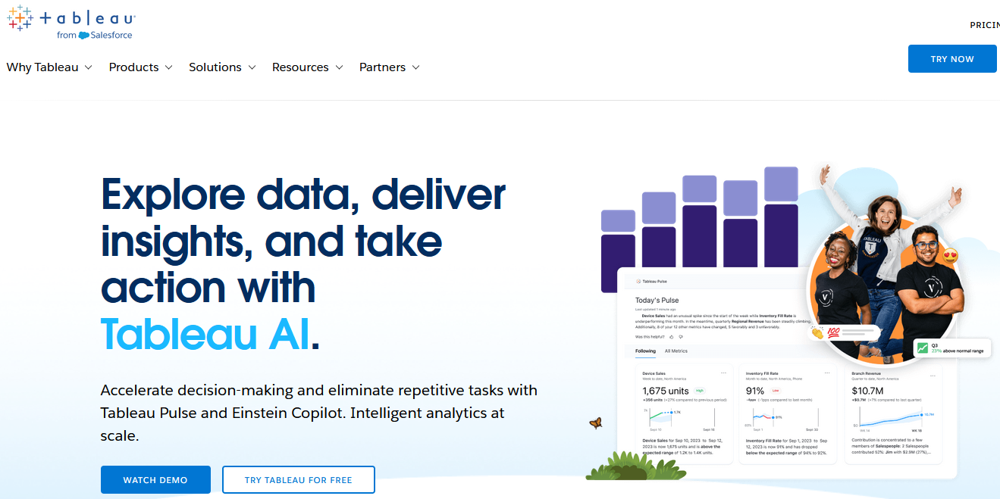 + a b l e a u
from Salesforce
PRICIN
Why Tableau
Products
Solutions
Resources
Partners
TRY NOW
Explore data, deliver
insights, and take
action with
Tableau AI.
Accelerate decision-making and eliminate repetitive tasks with
Tableau Pulse and Einstein Copilot. Intelligent analytics at
scale.
WATCH DEMO
TRY TABLEAU FOR FREE
Tableau Pulse
Today's Pulse
Last updated 1 minute ago
Device Sales had an unusual spike since the start of the week while Inventory Fill Rate is
underperforming this month. In the meantime, quarterly Regional Revenue has been steadily climbing.
Additionally, 8 of your 12 other metrics have changed, 5 favorably and 3 unfavorably.
Was this helpful?
Following
All Metrics
Device Sales
Week to date, North America
1,675 units
High
+356 units (+27% compared to previous period)
1.7K
Sept 10
Sept 16
Device Sales for Sep 10, 2023 to Sep 12,
2023 is now 1,675 units and is above the
expected range of 1.2K to 1.4K units.
Inventory Fill Rate
Month to date, North America, Phone
91%
Low
(-1pps compared to last month)
91%
Sept 1
Sept 30
Inventory Fill Rate for Sep 1, 2023 to Sep
12, 2023 is now 91% and has dropped
below the expected range of 94% to 92%.
Branch Revenue
Quarter to date, North America
$10.7M
+$0.7M (+7% compared to last quarter)
$0
10.7M
WK 14
Contribution is concentrated to a few
members of Salespeople: 2 Salespeople
contributed 52%: Jim with $2.9M (27%),...
TABLEAU
T
V
V
100
Q3
23% above normal range